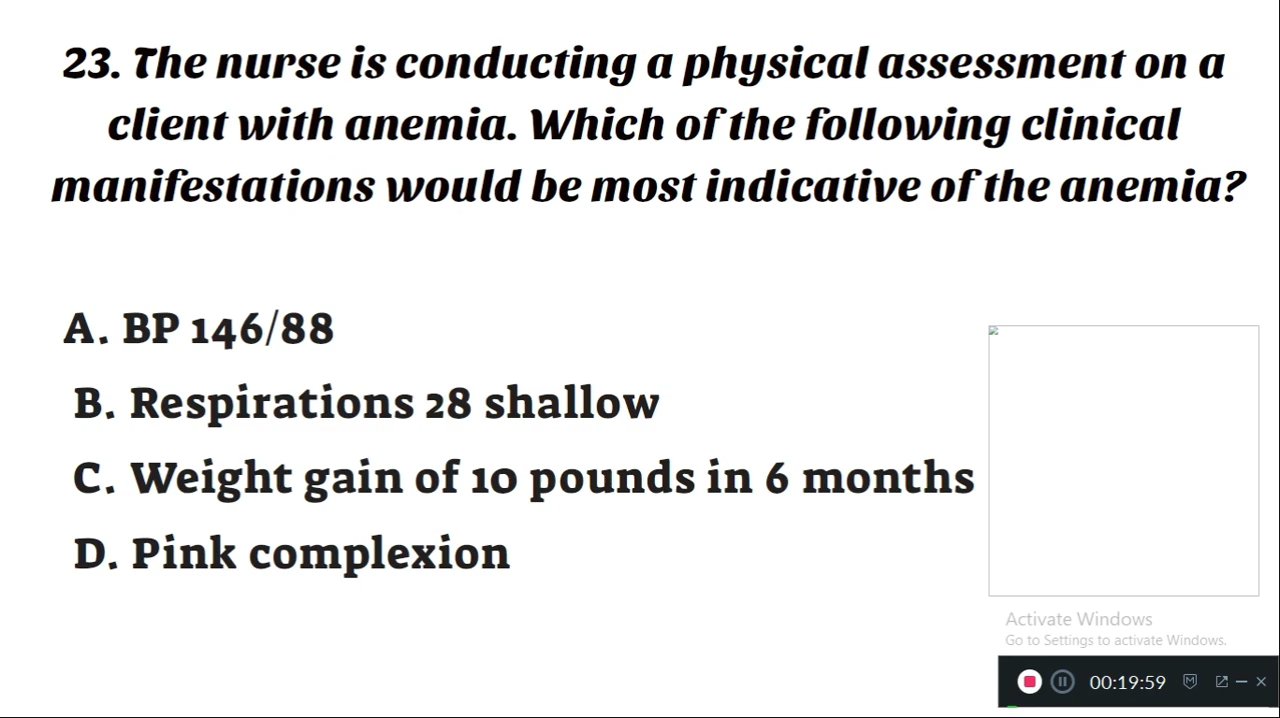 23. The nurse is conducting a physical assessment on a
client with anemia. Which of the following clinical
manifestations would be most indicative of the anemia?
A. BP 146/88
B. Respirations 28 shallow
C. Weight gain of 10 pounds in 6 months
D. Pink complexion
Activate Windows
Go to Settings to activate Windows.
00:19:59